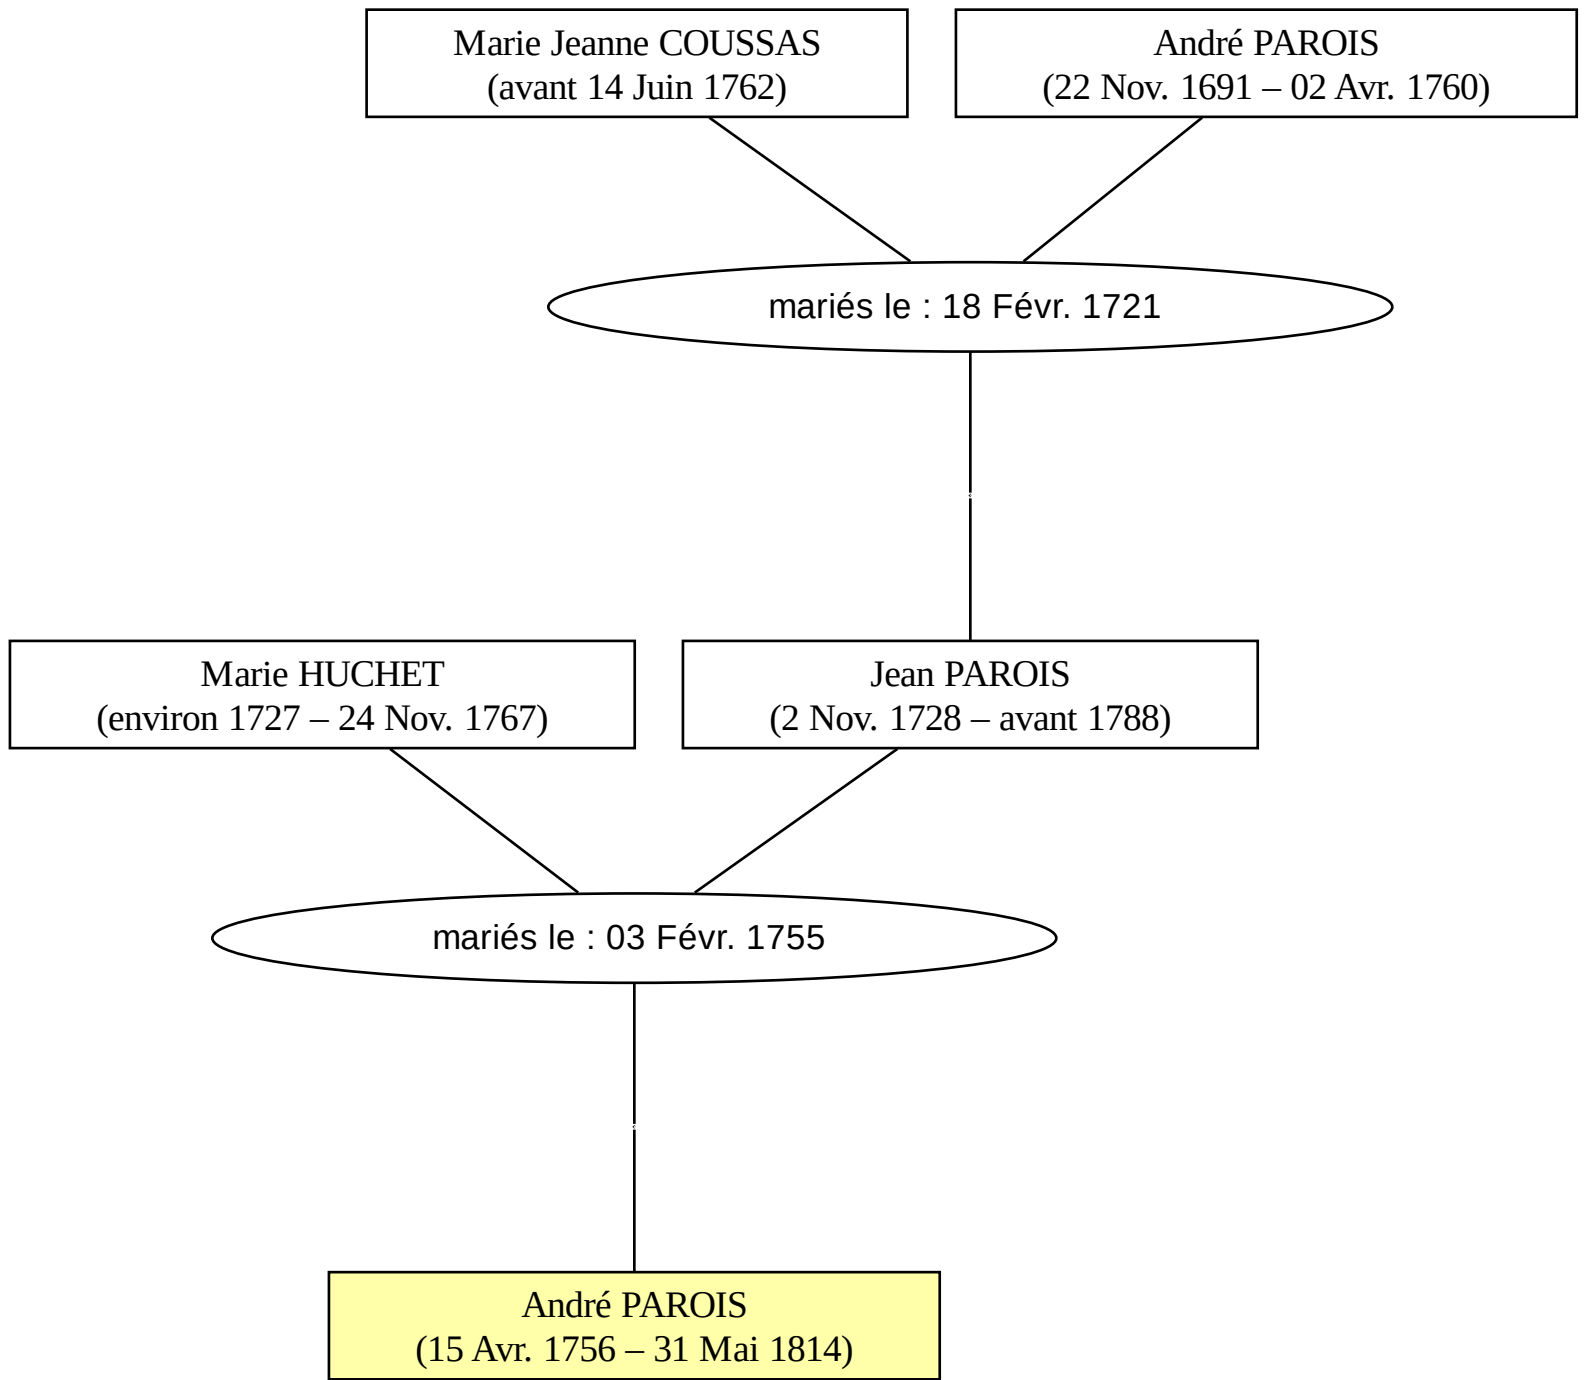 Marie Jeanne COUSSAS
(avant 14 Juin 1762)
André PAROIS
(22 Nov. 1691 – 02 Avr. 1760)
mariés le : 18 Févr. 1721
Marie HUCHET
(environ 1727 – 24 Nov. 1767)
Jean PAROIS
(2 Nov. 1728 – avant 1788)
mariés le : 03 Févr. 1755
André PAROIS
(15 Avr. 1756 – 31 Mai 1814)